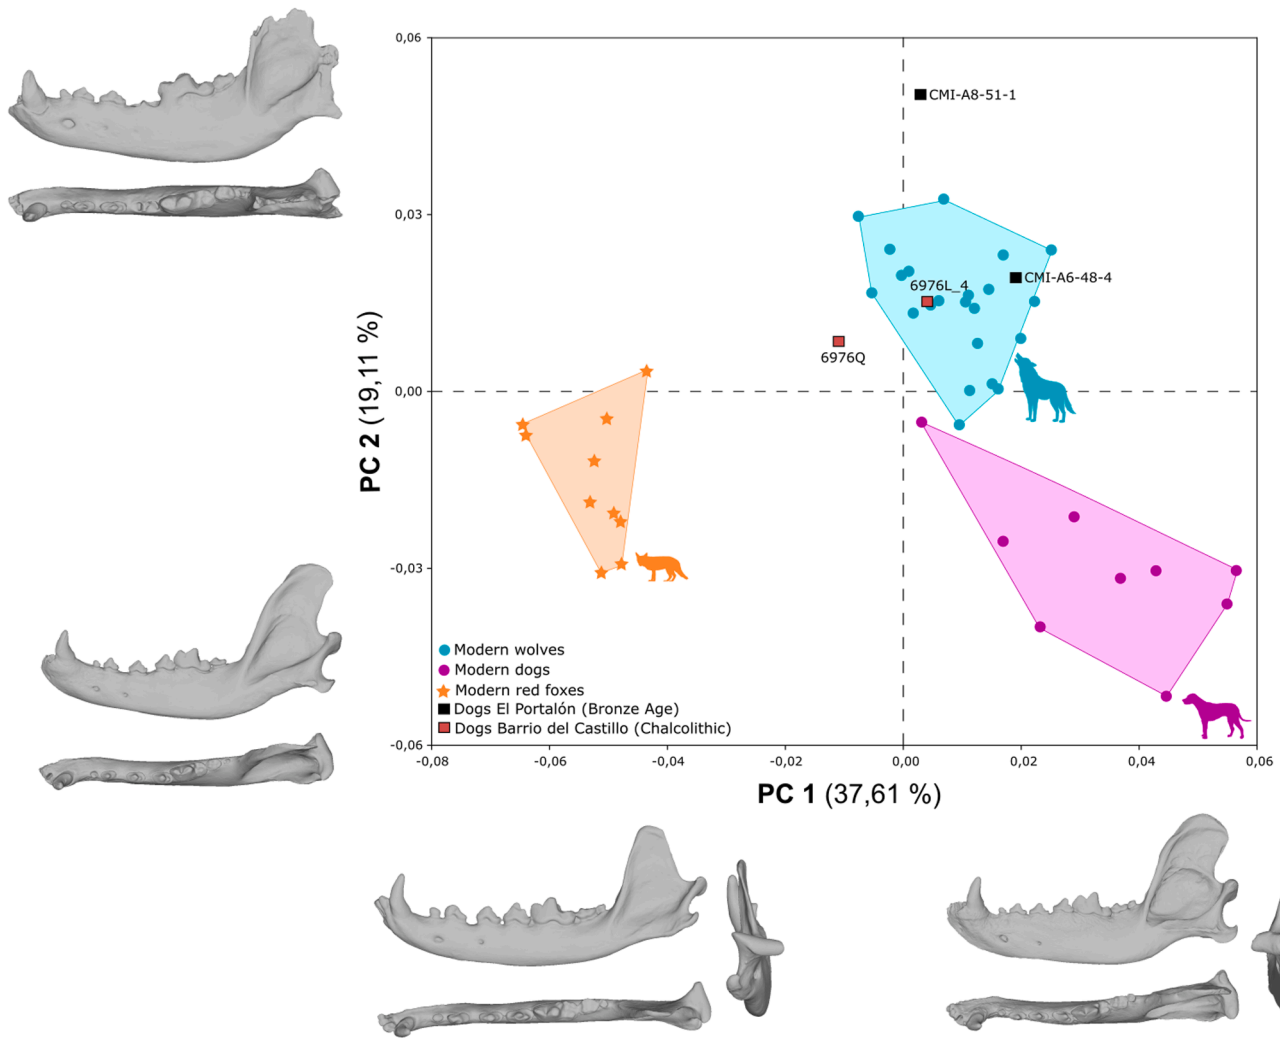 0,06
CMI-A8-51-1
0,03
CMI-A6-48-4
6976L_4
6976Q
0,00
PC 2 (19,11 %)
-0,03
Modern wolves
Modern dogs
Modern red foxes
Dogs El Portalón (Bronze Age)
Dogs Barrio del Castillo (Chalcolithic)
-0,06
-0,08 -0,06 -0,04 -0,02 0,00 0,02 0,04 0,06
PC 1 (37,61 %)